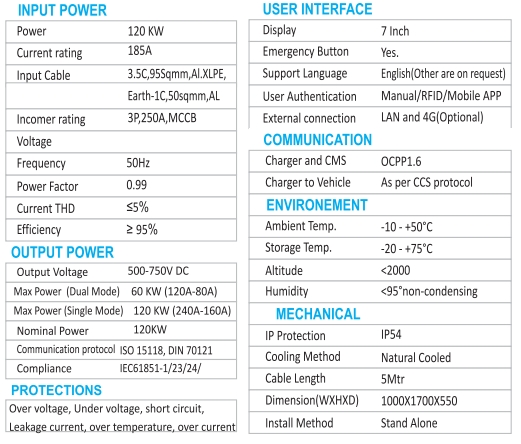 INPUT POWER
Power 120 KW
Current rating 185A
Input Cable 3.5C,95Sqmm,Al.XLPE,
Earth-1C,50sqmm,AL
Incomer rating 3P,250A,MCCB
Voltage
Frequency 50Hz
Power Factor 0.99
Current THD ≤5%
Efficiency ≥ 95%
OUTPUT POWER
Output Voltage 500-750V DC
Max Power (Dual Mode) 60 KW (120A-80A)
Max Power (Single Mode) 120 KW (240A-160A)
Nominal Power 120KW
Communication protocol ISO 15118, DIN 70121
Compliance IEC61851-1/23/24/
PROTECTIONS
Over voltage, Under voltage, short circuit,
Leakage current, over temperature, over current
USER INTERFACE
Display 7 Inch
Emergency Button Yes.
Support Language English(Other are on request)
User Authentication Manual/RFID/Mobile APP
External connection LAN and 4G(Optional)
COMMUNICATION
Charger and CMS OCPP1.6
Charger to Vehicle As per CCS protocol
ENVIRONEMENT
Ambient Temp. -10 - +50°C
Storage Temp. -20 - +75°C
Altitude <2000
Humidity <95°non-condensing
MECHANICAL
IP Protection IP54
Cooling Method Natural Cooled
Cable Length 5Mtr
Dimension(WXHXD) 1000X1700X550
Install Method Stand Alone